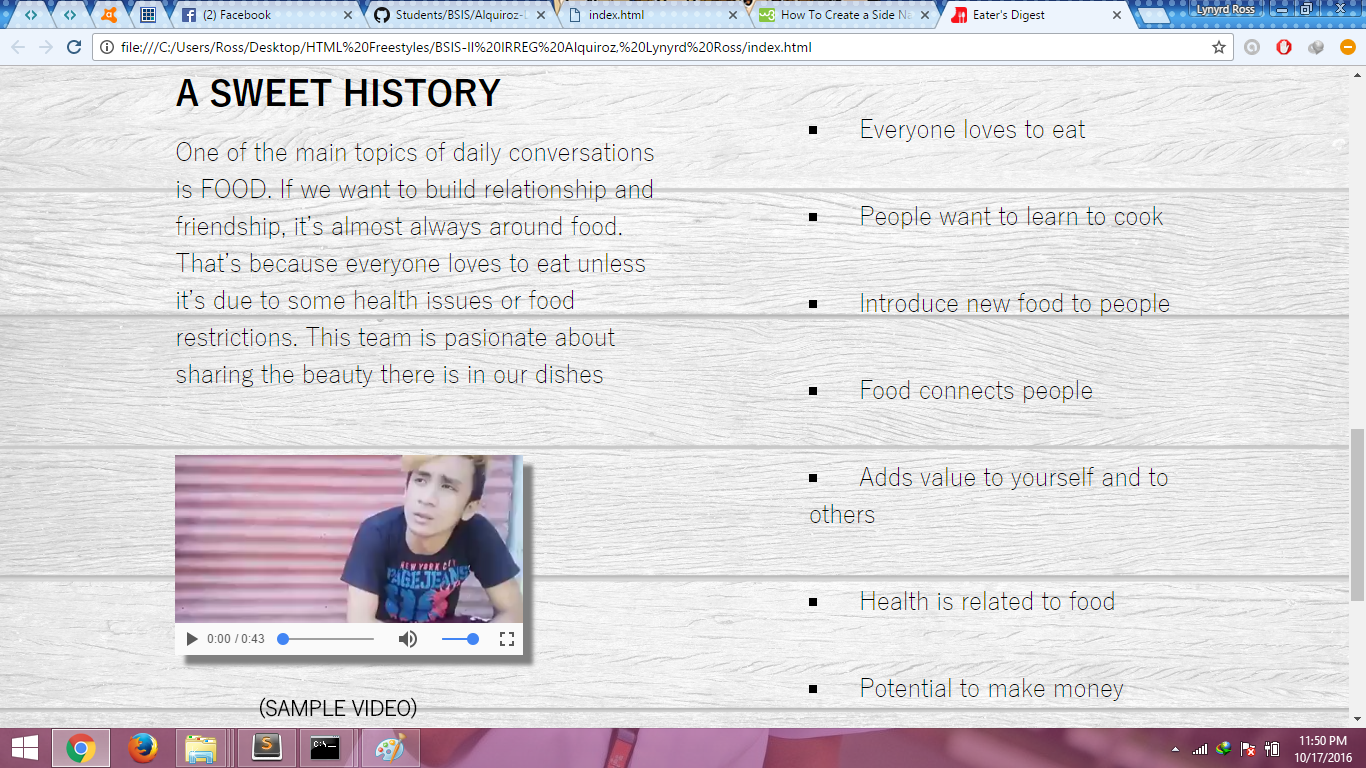 (2) Facebook
Students/BSIS/Alquiroz-
index.html
How To Create a Side Na
Eater's Digest
Lynyrd Ross
file:///C:/Users/Ross/Desktop/HTML%20Freestyles/BSIS-II%20IRREG%20Alquiroz,%20Lynyrd%20Ross/index.html
A SWEET HISTORY
One of the main topics of daily conversations
is FOOD. If we want to build relationship and
friendship, it's almost always around food.
That's because everyone loves to eat unless
it's due to some health issues or food
restrictions. This team is pasionate about
sharing the beauty there is in our dishes
NEW YORK CITY
PAGEJEANS
0:00 / 0:43
(SAMPLE VIDEO)
Everyone loves to eat
People want to learn to cook
Introduce new food to people
Food connects people
Adds value to yourself and to
others
Health is related to food
Potential to make money
11:50 PM
10/17/2016